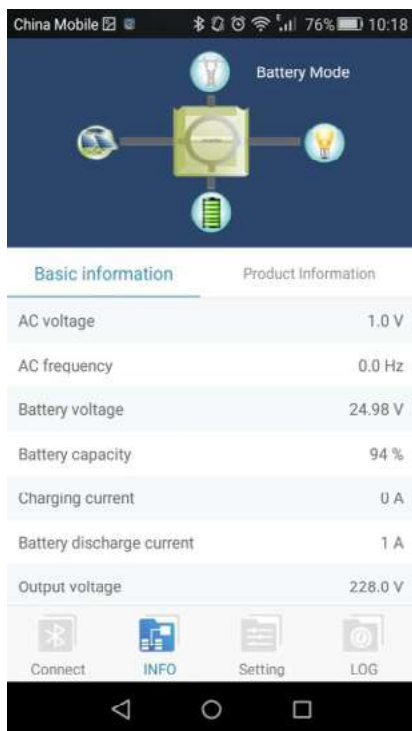 China Mobile 76% 10:18
Battery Mode
Basic information Product Information
AC voltage 1.0 V
AC frequency 0.0 Hz
Battery voltage 24.98 V
Battery capacity 94 %
Charging current 0 A
Battery discharge current 1 A
Output voltage 228.0 V
Connect INFO Setting LOG